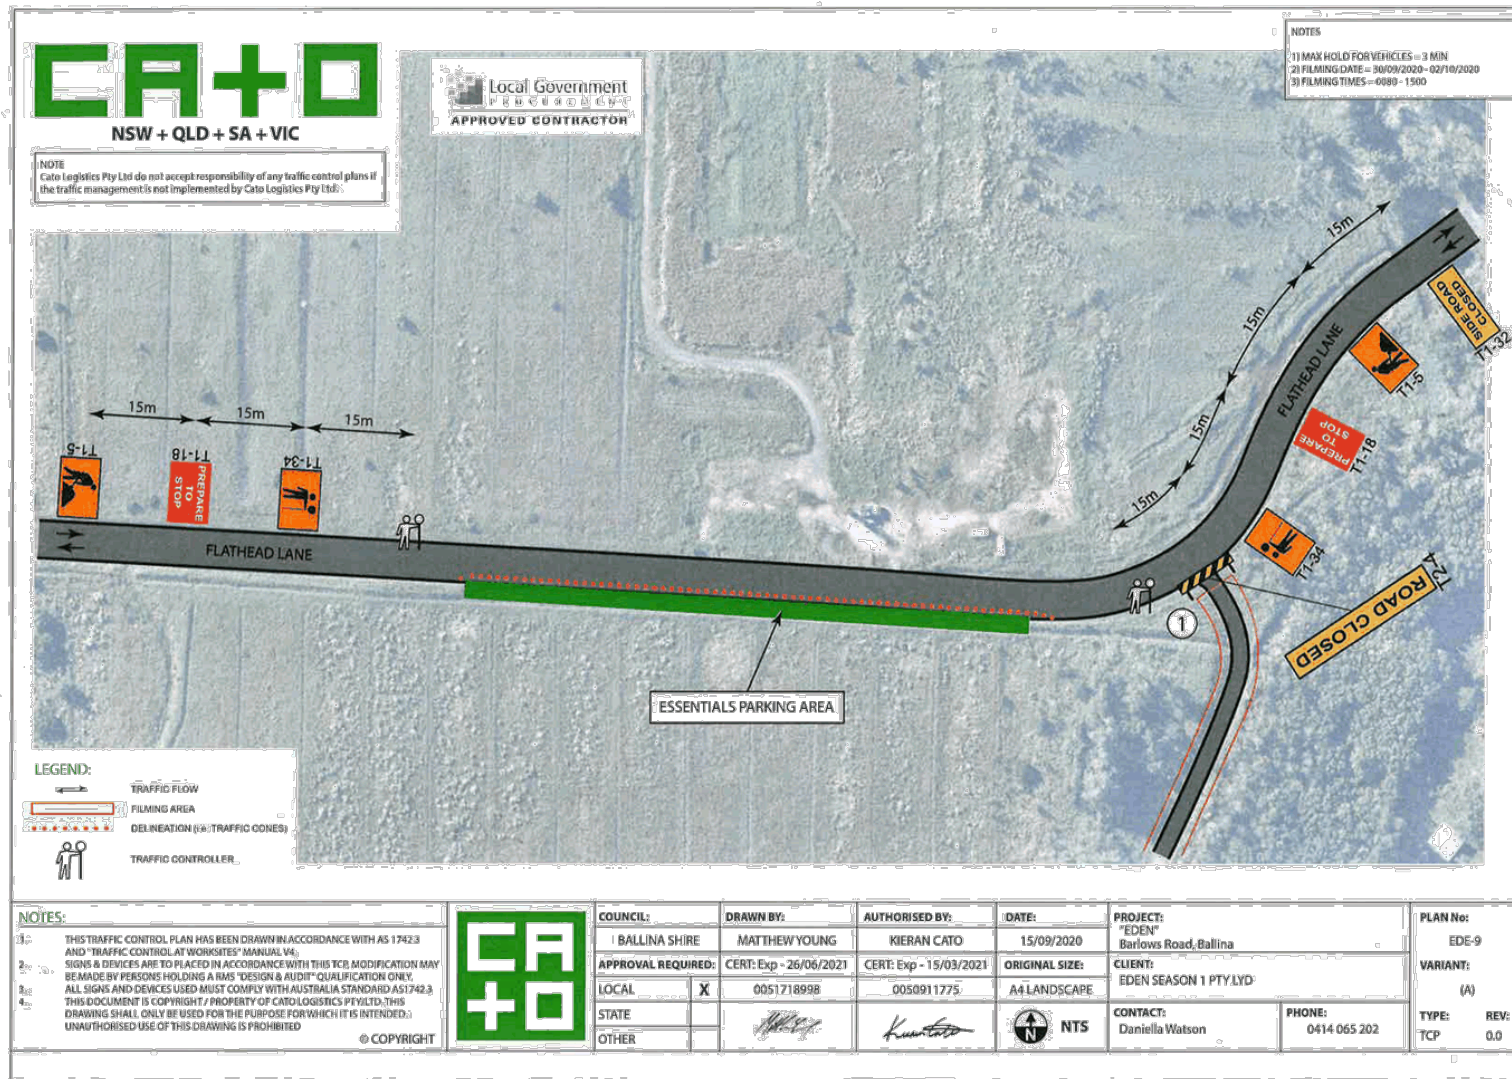 CA+O
NSW + QLD + SA + VIC
NOTE
Cato Logistics Pty Ltd do not accept responsibility of any traffic control plans if
the traffic management is not implemented by Cato Logistics Pty Ltd.
Local Government
PROCUREMENT
APPROVED CONTRACTOR
NOTES
1) MAX HOLD FOR VEHICLES = 3 MIN
2) FILMING DATE = 30/09/2020 - 02/10/2020
3) FILMING TIMES = 0080 - 1500
15m
15m
15m
15m
SIDE ROAD
CLOSED
T1-32
T1-5
PREPARE
TO
STOP
T1-18
T1-34
FLATHEAD LANE
ROAD CLOSED
T2-4
1
15m
15m
15m
T1-5
T1-18
T1-34
PREPARE
TO
STOP
FLATHEAD LANE
ESSENTIALS PARKING AREA
LEGEND:
TRAFFIC FLOW
FILMING AREA
DELINEATION (i.e. TRAFFIC CONES)
TRAFFIC CONTROLLER
NOTES:
1. THIS TRAFFIC CONTROL PLAN HAS BEEN DRAWN IN ACCORDANCE WITH AS 1742.3
AND "TRAFFIC CONTROL AT WORKSITES" MANUAL V4.
2. SIGNS & DEVICES ARE TO PLACED IN ACCORDANCE WITH THIS TCP, MODIFICATION MAY
BE MADE BY PERSONS HOLDING A RMS "DESIGN & AUDIT" QUALIFICATION ONLY.
3. ALL SIGNS AND DEVICES USED MUST COMPLY WITH AUSTRALIA STANDARD AS1742.3
4. THIS DOCUMENT IS COPYRIGHT / PROPERTY OF CATO LOGISTICS PTY LTD. THIS
DRAWING SHALL ONLY BE USED FOR THE PURPOSE FOR WHICH IT IS INTENDED.
UNAUTHORISED USE OF THIS DRAWING IS PROHIBITED
© COPYRIGHT
CA+O
COUNCIL:
BALLINA SHIRE
APPROVAL REQUIRED:
LOCAL X
STATE
OTHER
DRAWN BY:
MATTHEW YOUNG
CERT: Exp - 26/06/2021
0051718998
AUTHORISED BY:
KIERAN CATO
CERT: Exp - 15/03/2021
0050911775
DATE:
15/09/2020
ORIGINAL SIZE:
A4 LANDSCAPE
N
NTS
PROJECT:
"EDEN"
Barlows Road, Ballina
CLIENT:
EDEN SEASON 1 PTY LYD
CONTACT:
Daniella Watson
PHONE:
0414 065 202
PLAN No:
EDE-9
VARIANT:
(A)
TYPE: REV:
TCP 0.0